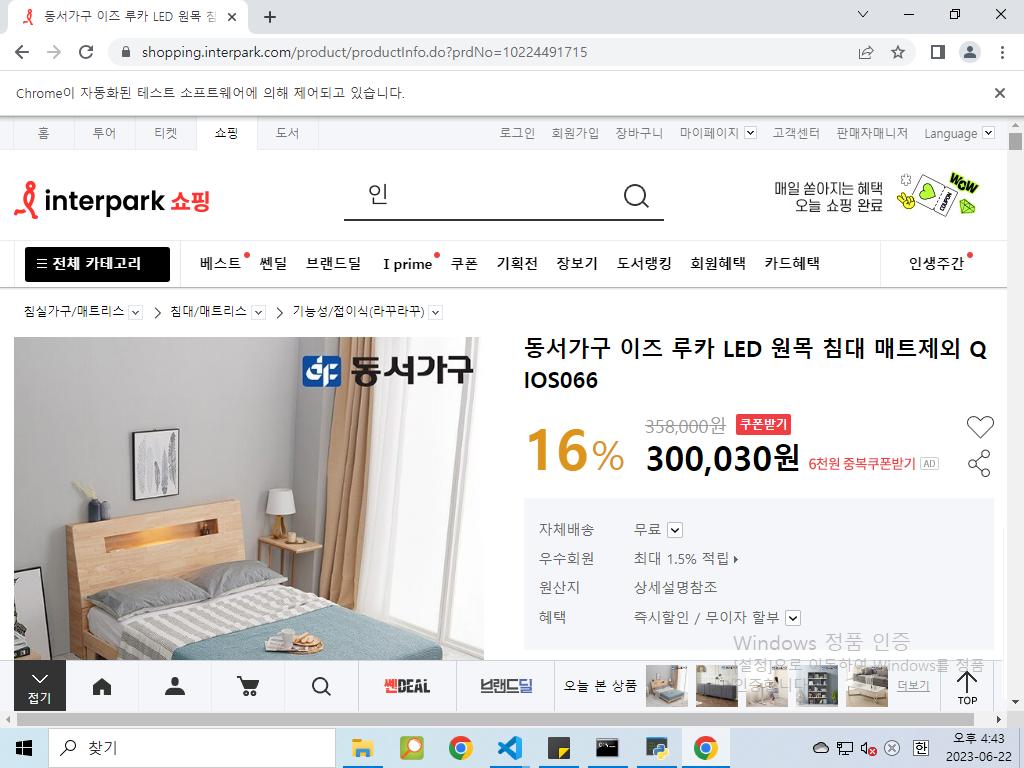 동서가구 이즈 루카 LED 원목 침
shopping.interpark.com/product/productInfo.do?prdNo=10224491715
Chrome이 자동화된 테스트 소프트웨어에 의해 제어되고 있습니다.
홈 투어 티켓 쇼핑 도서 로그인 회원가입 장바구니 마이페이지 고객센터 판매자매니저 Language
interpark 쇼핑
인
매일 쏟아지는 혜택
오늘 쇼핑 완료
WOW
COUPON
전체 카테고리 베스트 쎈딜 브랜드딜 I prime 쿠폰 기획전 장보기 도서랭킹 회원혜택 카드혜택 인생주간
침실가구/매트리스 침대/매트리스 기능성/접이식(라꾸라꾸)
동서가구
동서가구 이즈 루카 LED 원목 침대 매트제외 Q
IOS066
16% 358,000원 쿠폰받기
300,030원 6천원 중복쿠폰받기 AD
자체배송 무료
우수회원 최대 1.5% 적립
원산지 상세설명참조
혜택 즉시할인 / 무이자 할부
Windows 정품 인증
[설정]으로 이동하여 Windows를 정품
인증합니다.
접기 쎈DEAL 브랜드딜 오늘 본 상품 더보기 TOP
찾기 한 오후 4:43
2023-06-22